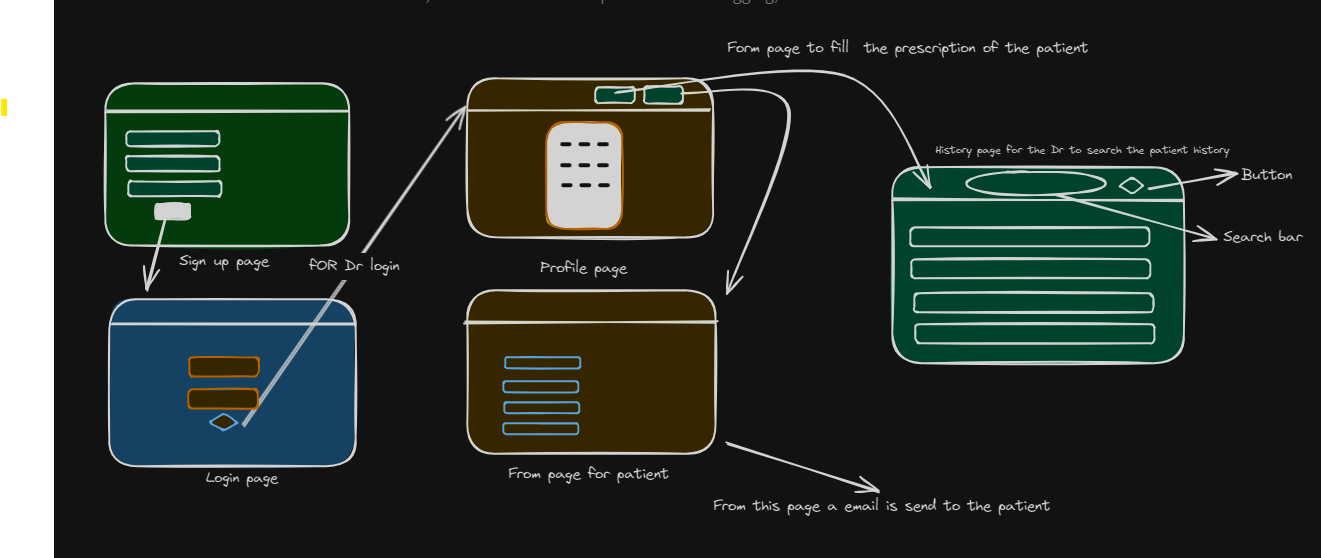 Form page to fill the prescription of the patient
History page for the Dr to search the patient history
Button
Search bar
Sign up page
fOR Dr login
Profile page
Login page
From page for patient
From this page a email is send to the patient